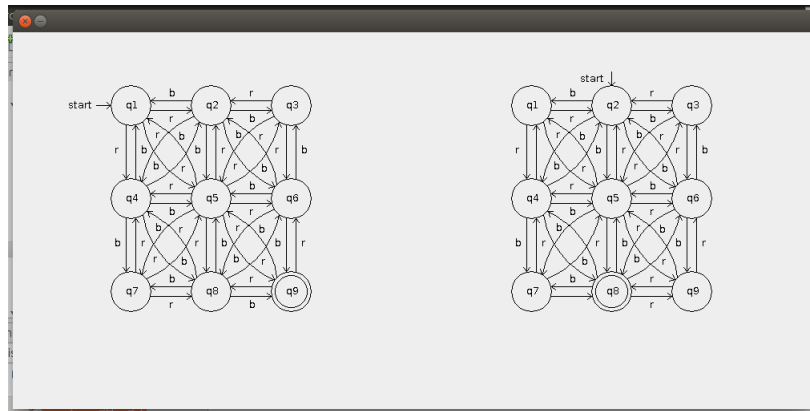 start
b r b r
start q1 q2 q3 q1 q2 q3
r r r r
r b b r r b b r
r b r b r b r b
b r b r b r b r
r b r b
q4 q5 q6 q4 q5 q6
b r b r
b r b r b r b r
b r b r b r b r
r b r b r b r b
b r b r
q7 q8 q9 q7 q8 q9
r b r r